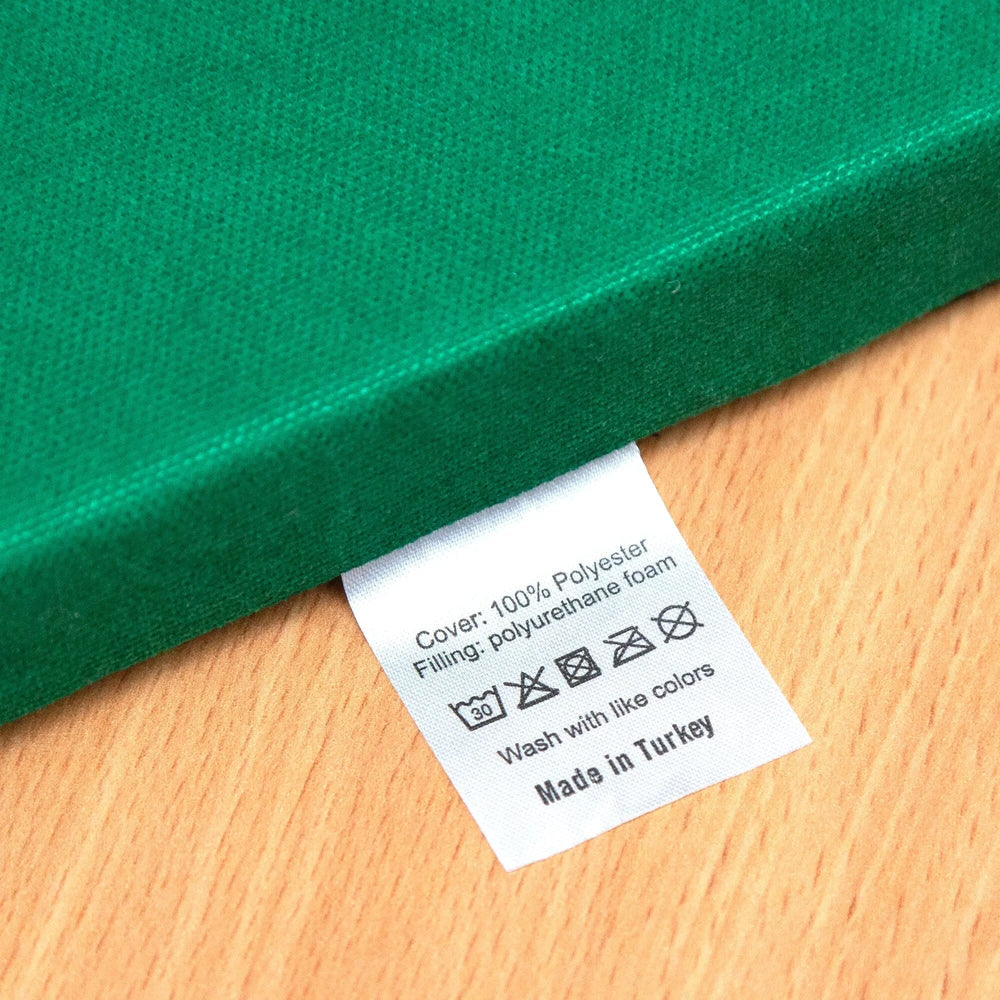 Cover: 100% Polyester
Filling: polyurethane foam
30
Wash with like colors
Made in Turkey